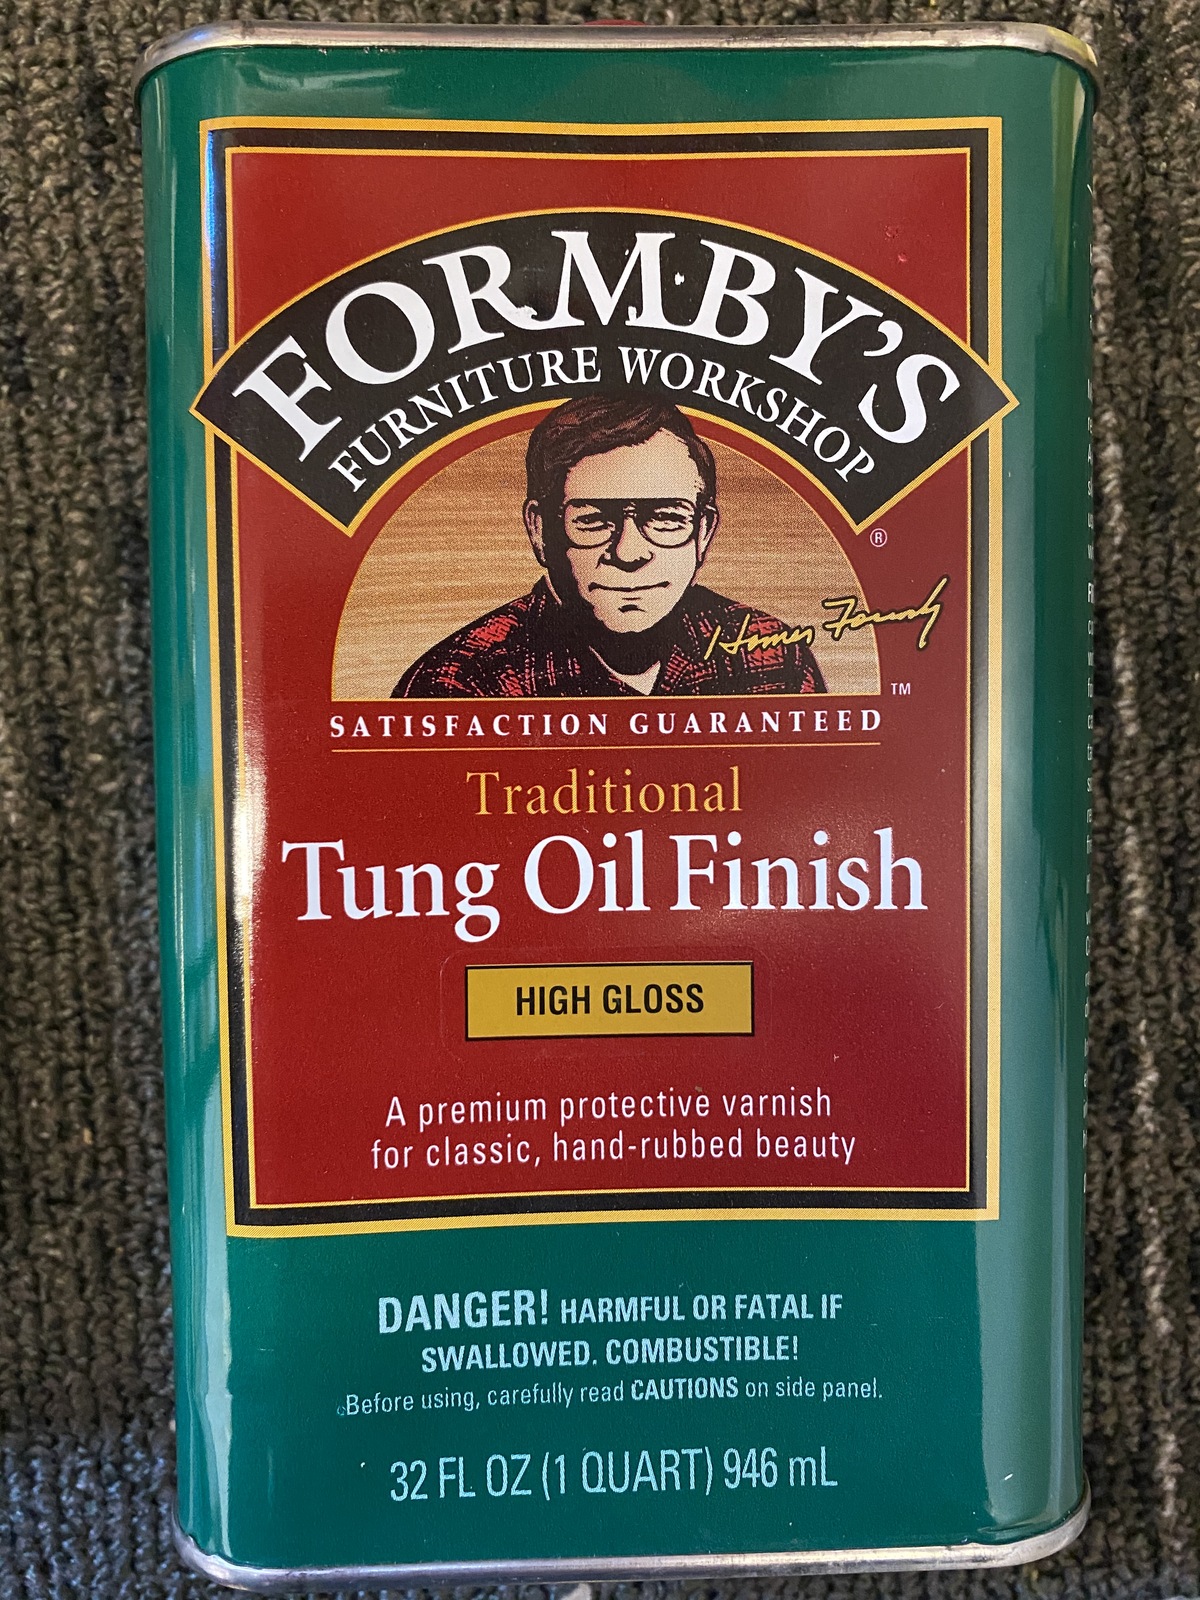 FORMBY'S
FURNITURE WORKSHOP
®
Homer Formby
TM
SATISFACTION GUARANTEED
Traditional
Tung Oil Finish
HIGH GLOSS
A premium protective varnish
for classic, hand-rubbed beauty
DANGER! HARMFUL OR FATAL IF
SWALLOWED. COMBUSTIBLE!
Before using, carefully read CAUTIONS on side panel.
32 FL OZ (1 QUART) 946 mL